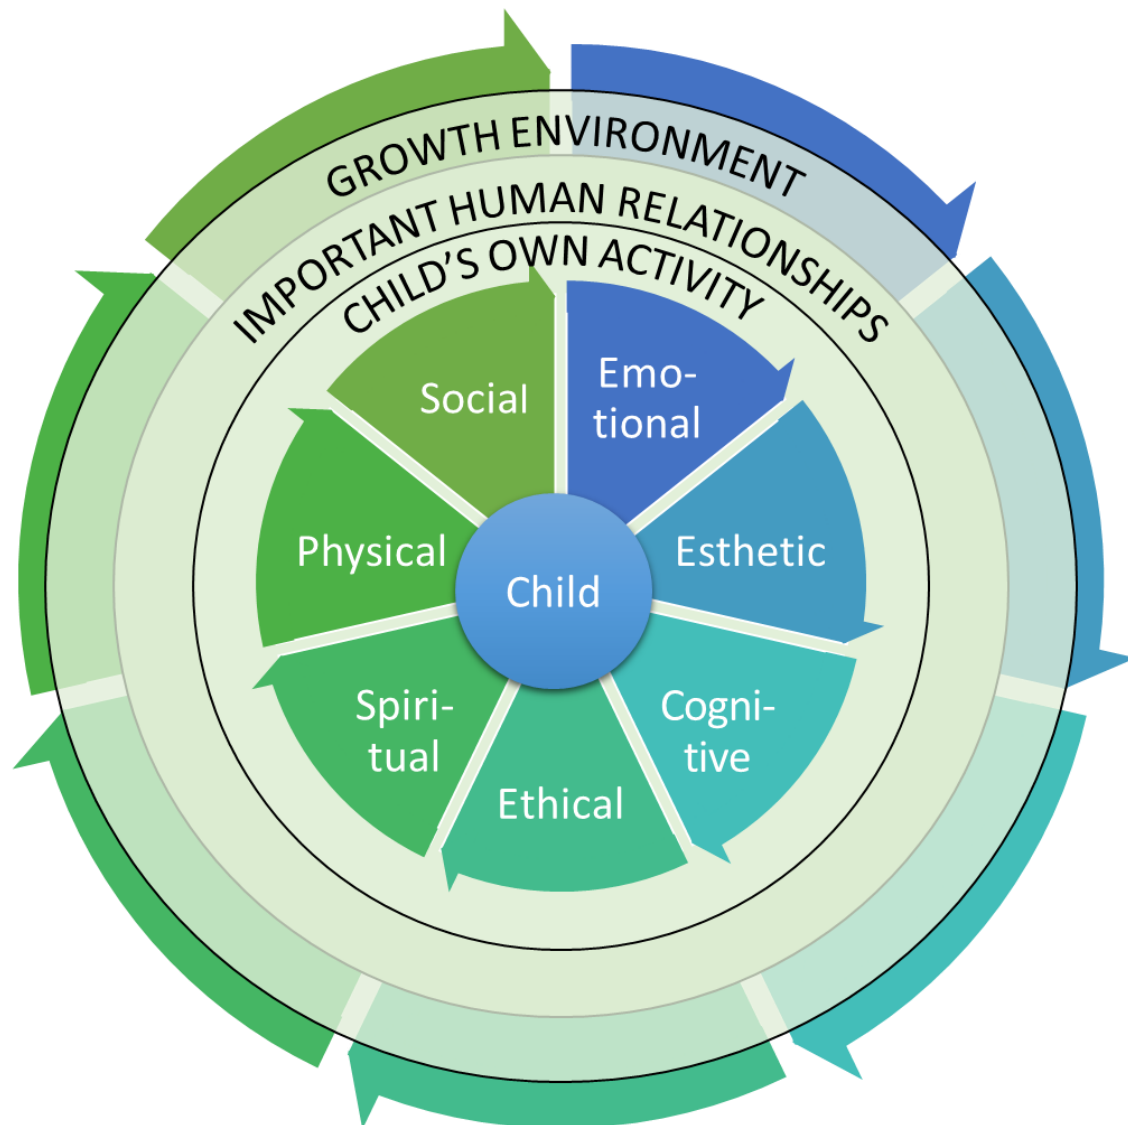 GROWTH ENVIRONMENT
IMPORTANT HUMAN RELATIONSHIPS
CHILD’S OWN ACTIVITY
Social
Emo-
tional
Physical
Esthetic
Child
Spiri-
tual
Cogni-
tive
Ethical